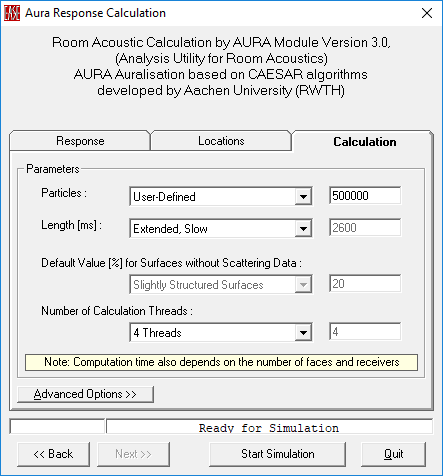 EASE Aura Response Calculation
Room Acoustic Calculation by AURA Module Version 3.0,
(Analysis Utility for Room Acoustics)
AURA Auralisation based on CAESAR algorithms
developed by Aachen University (RWTH)
Response Locations Calculation
Parameters
Particles : User-Defined 500000
Length [ms] : Extended, Slow 2600
Default Value [%] for Surfaces without Scattering Data :
Slightly Structured Surfaces 20
Number of Calculation Threads :
4 Threads 4
Note: Computation time also depends on the number of faces and receivers
Advanced Options >>
Ready for Simulation
<< Back Next >> Start Simulation Quit